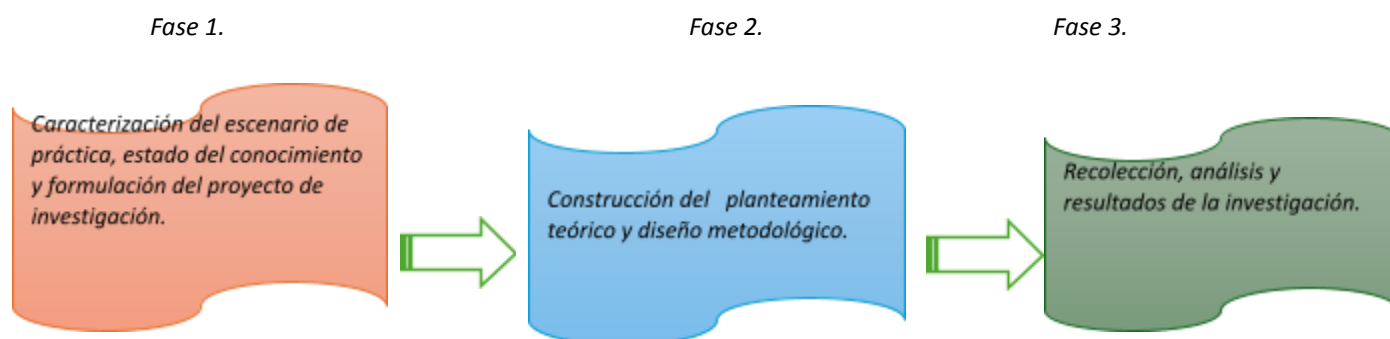 Fase 1.
Caracterización del escenario de
práctica, estado del conocimiento
y formulación del proyecto de
investigación.
Fase 2.
Construcción del planteamiento
teórico y diseño metodológico.
Fase 3.
Recolección, análisis y
resultados de la investigación.